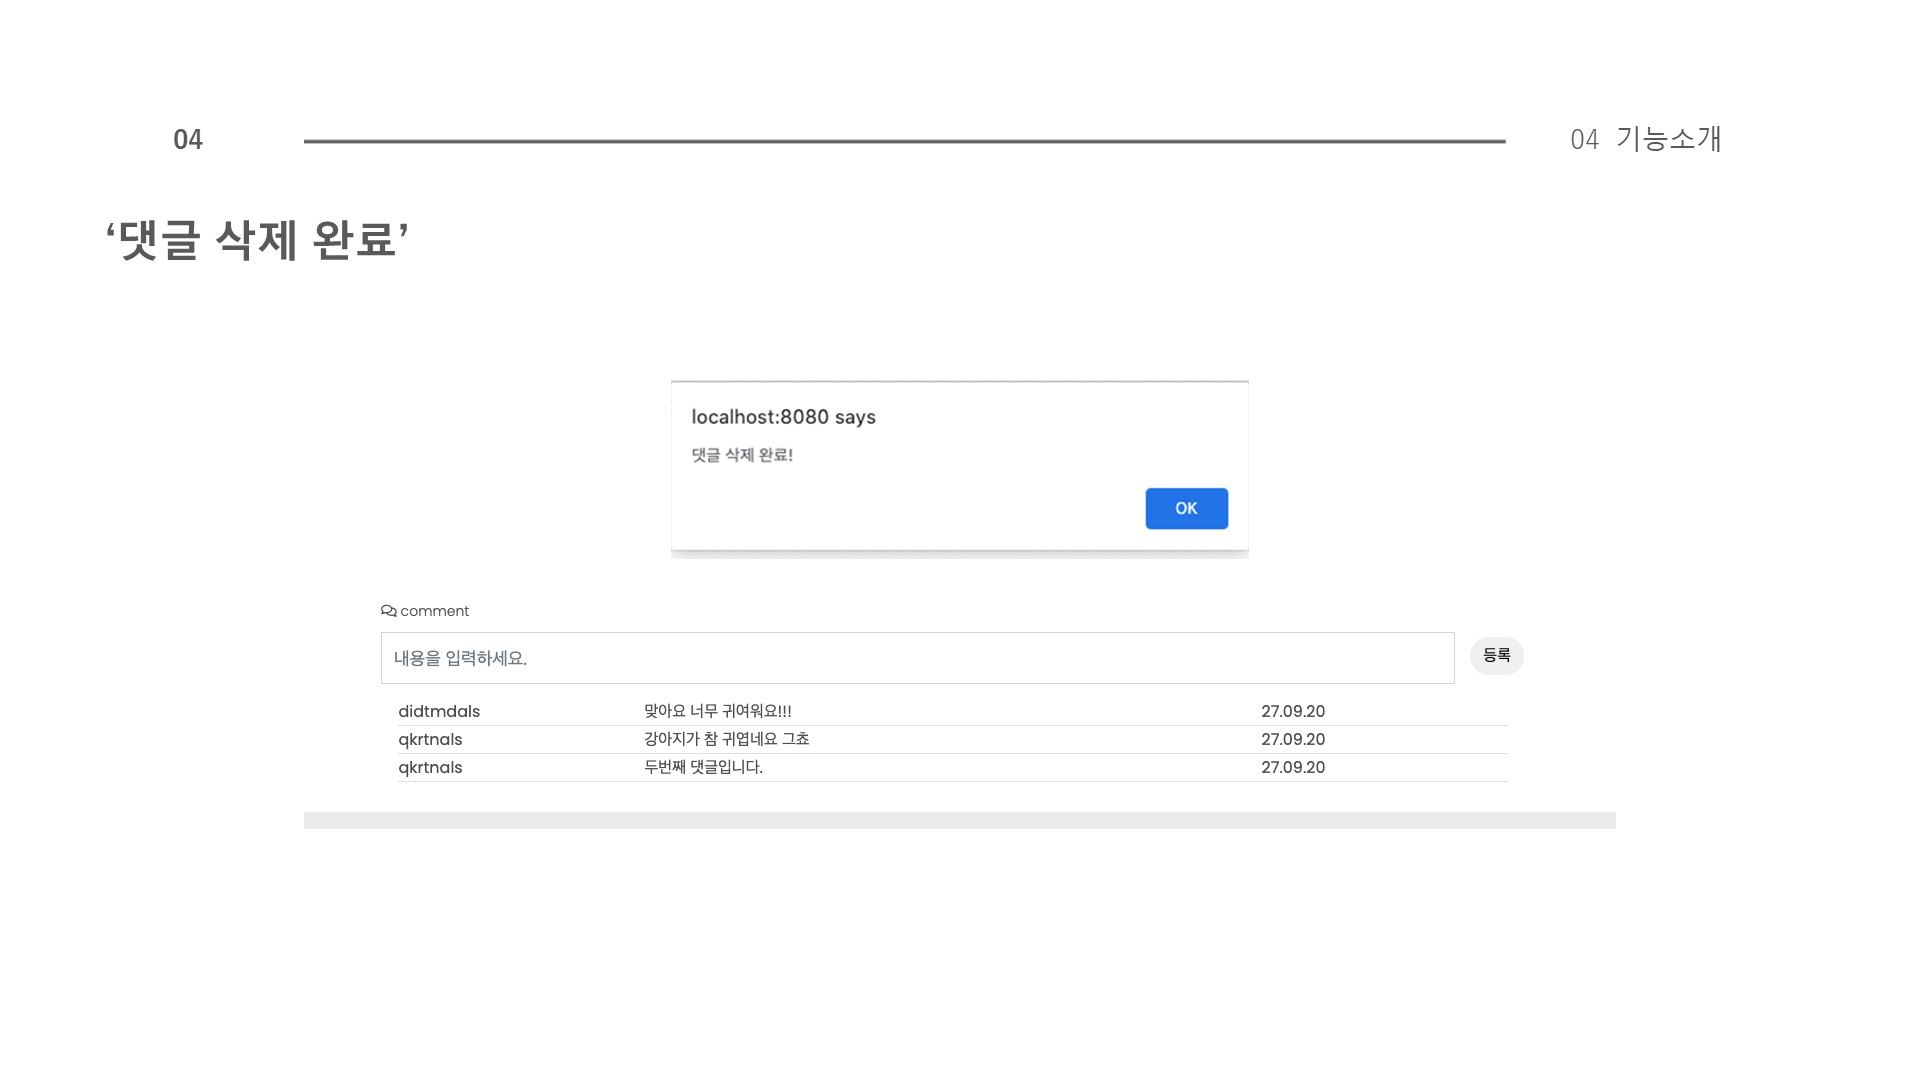 04
04 기능소개
‘댓글 삭제 완료’
localhost:8080 says
댓글 삭제 완료!
OK
comment
내용을 입력하세요.
등록
didtmdals 맞아요 너무 귀여워요!!! 27.09.20
qkrtnals 강아지가 참 귀엽네요 그쵸 27.09.20
qkrtnals 두번째 댓글입니다. 27.09.20